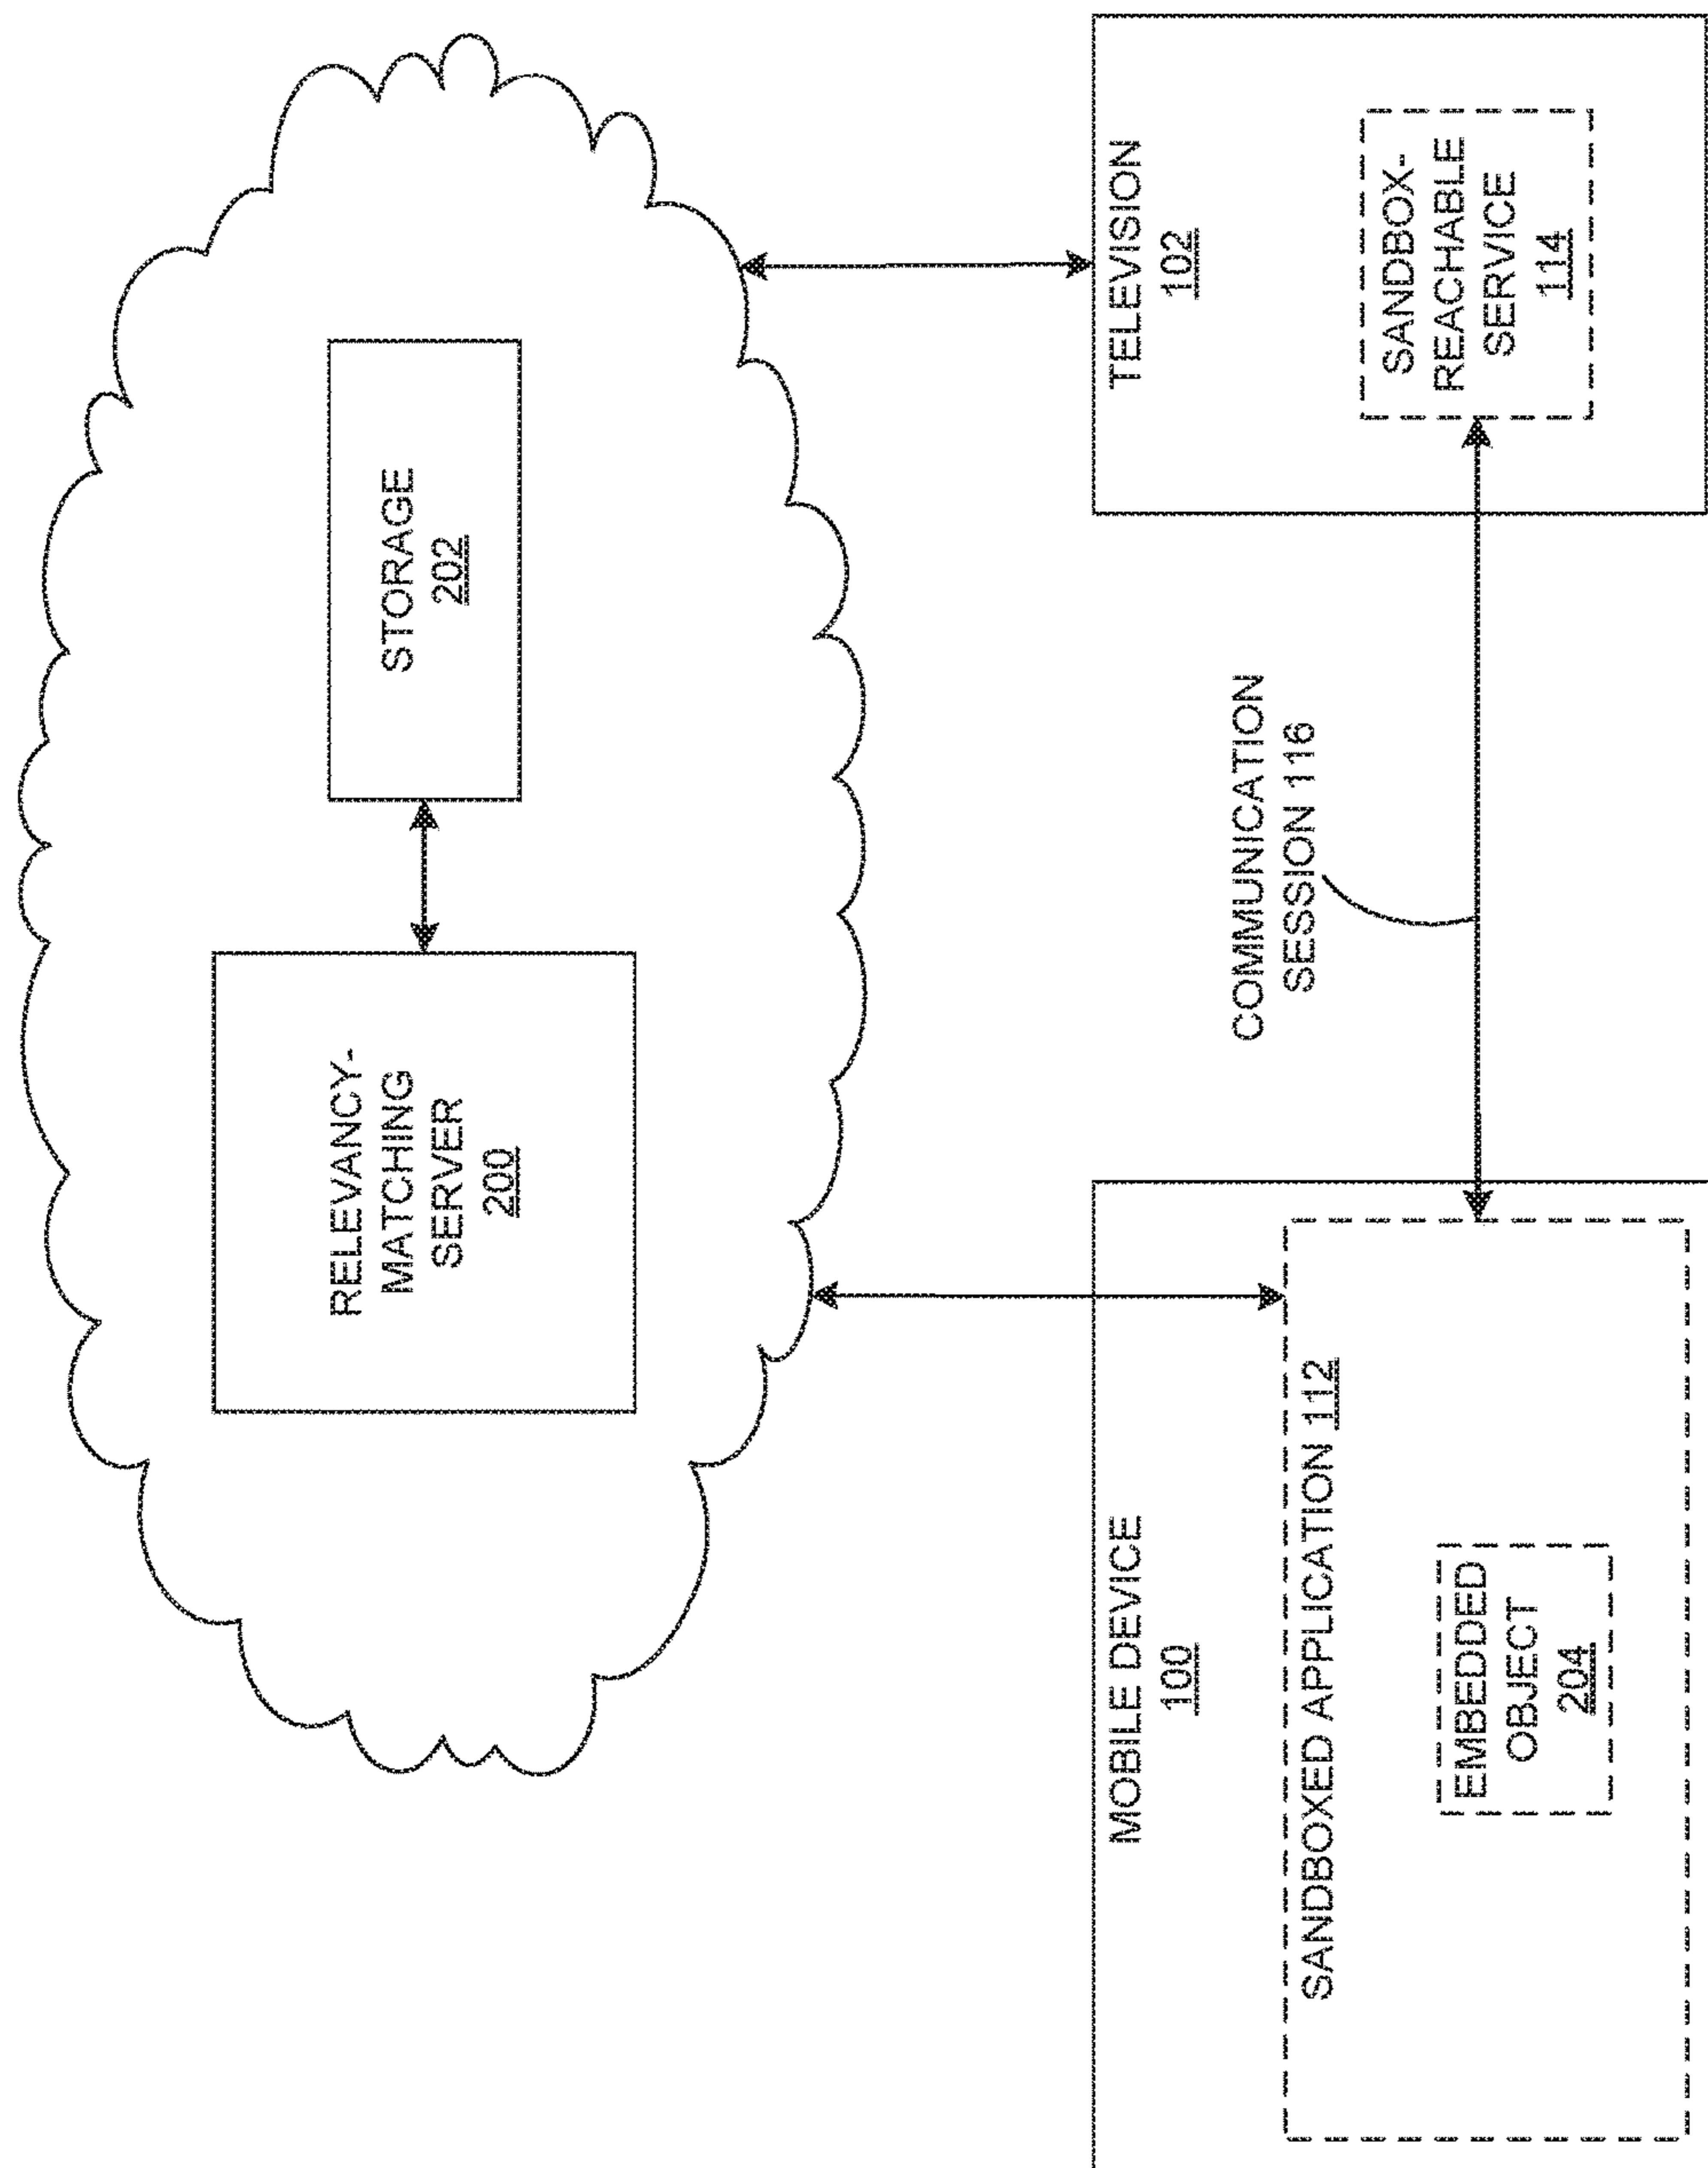 RELEVANCY-
MATCHING
SERVER
200
STORAGE
202
MOBILE DEVICE
100
SANDBOXED APPLICATION 112
EMBEDDED
OBJECT
204
COMMUNICATION
SESSION 116
TELEVISION
102
SANDBOX-
REACHABLE
SERVICE
114